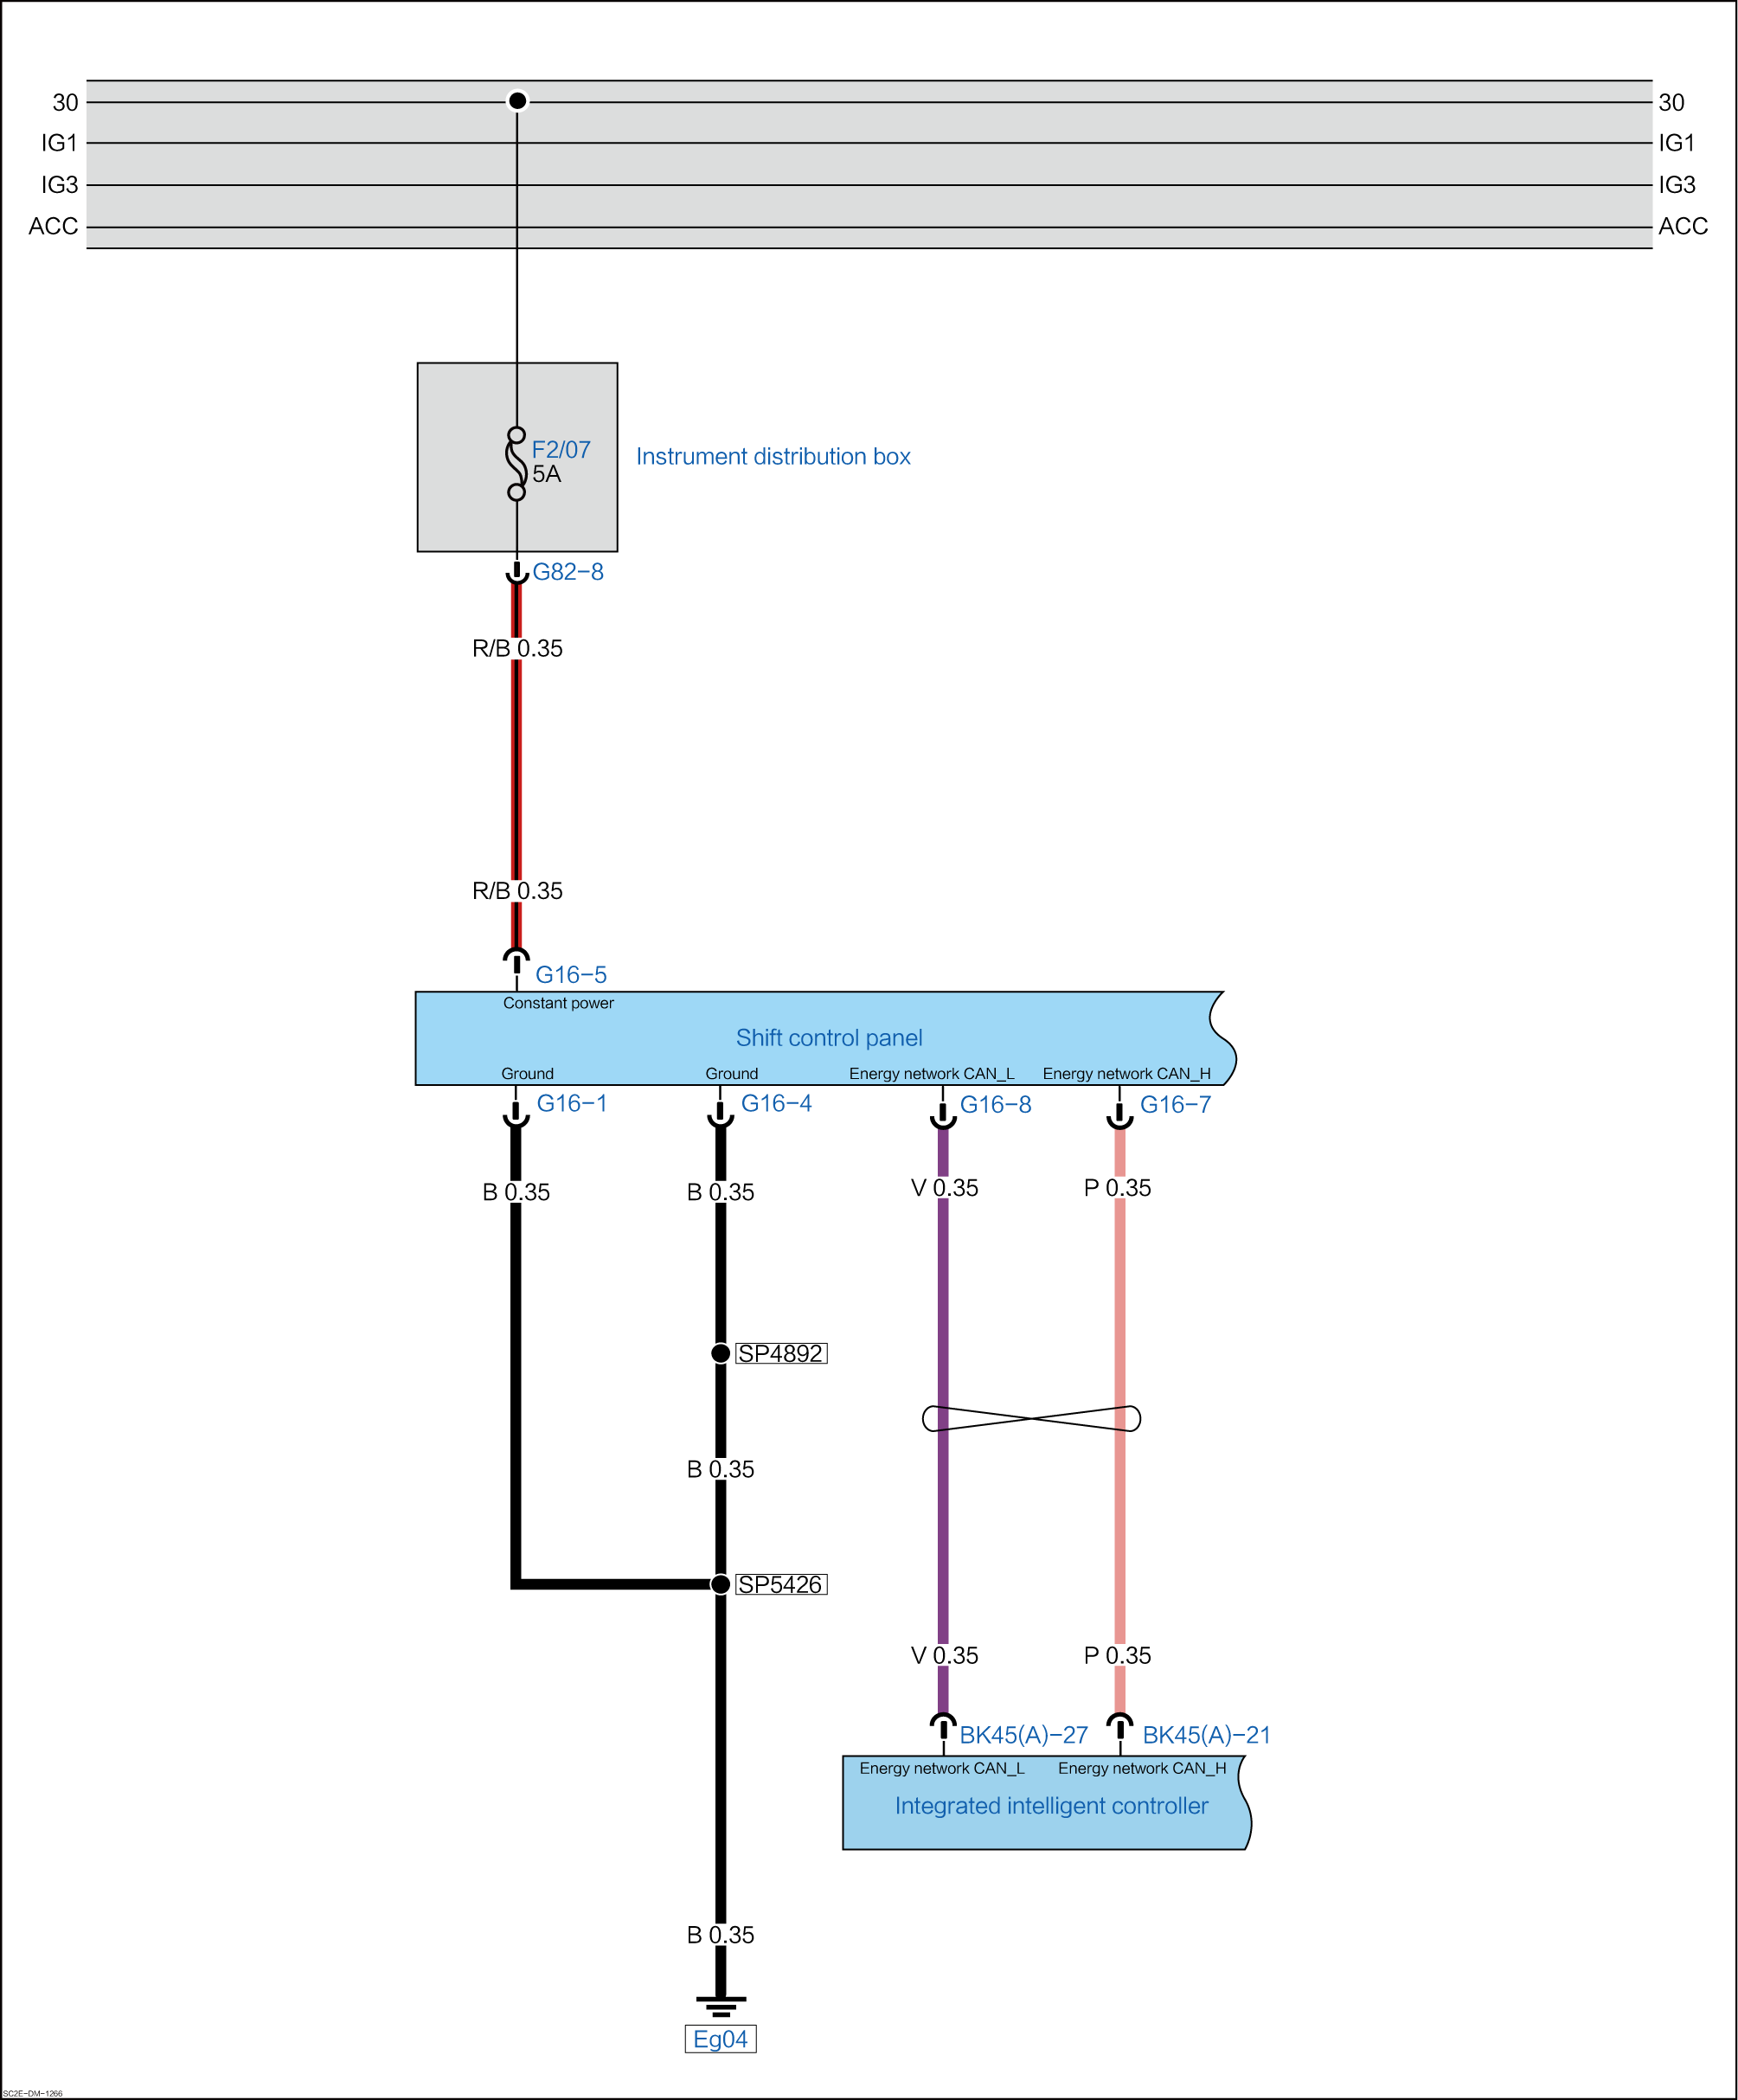 30 30
IG1 IG1
IG3 IG3
ACC ACC
F2/07
5A
Instrument distribution box
G82-8
R/B 0.35
R/B 0.35
G16-5
Constant power
Shift control panel
Ground Ground Energy network CAN_L Energy network CAN_H
G16-1 G16-4 G16-8 G16-7
B 0.35 B 0.35 V 0.35 P 0.35
SP4892
B 0.35
SP5426
V 0.35 P 0.35
BK45(A)-27 BK45(A)-21
Energy network CAN_L Energy network CAN_H
Integrated intelligent controller
B 0.35
Eg04
SC2E-DM-1266